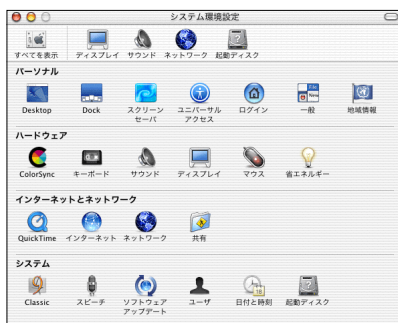 システム環境設定
すべてを表示 ディスプレイ サウンド ネットワーク 起動ディスク
パーソナル
Desktop Dock スクリーン セーバ ユニバーサル アクセス ログイン 一般 地域情報
ハードウェア
ColorSync キーボード サウンド ディスプレイ マウス 省エネルギー
インターネットとネットワーク
QuickTime インターネット ネットワーク 共有
システム
Classic スピーチ ソフトウェア アップデート ユーザ 日付と時刻 起動ディスク